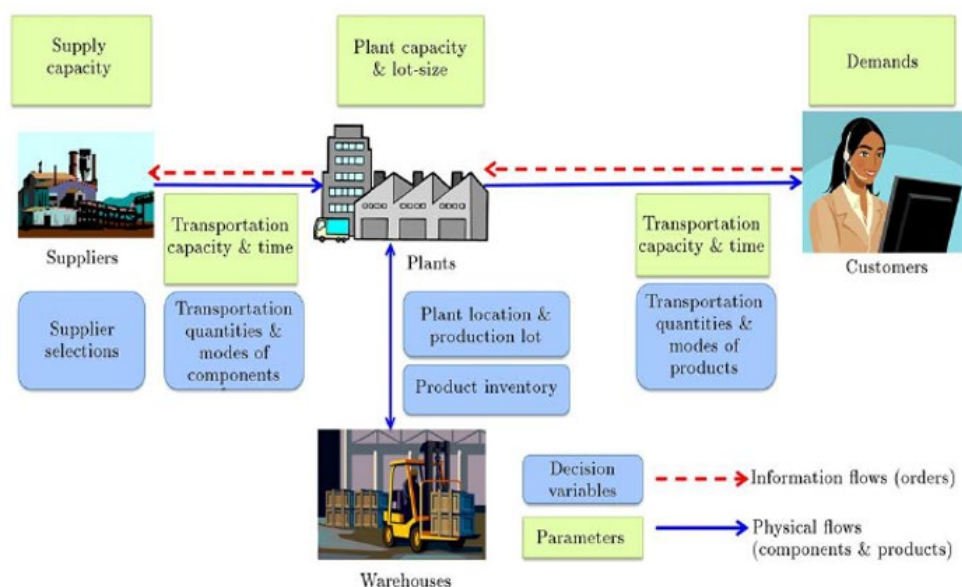 Supply
capacity
Plant capacity
& lot-size
Demands
Transportation
capacity & time
Transportation
capacity & time
Suppliers
Plants
Customers
Supplier
selections
Transportation
quantities &
modes of
components
Plant location &
production lot
Product inventory
Transportation
quantities &
modes of
products
Warehouses
Decision
variables
Information flows (orders)
Parameters
Physical flows
(components & products)